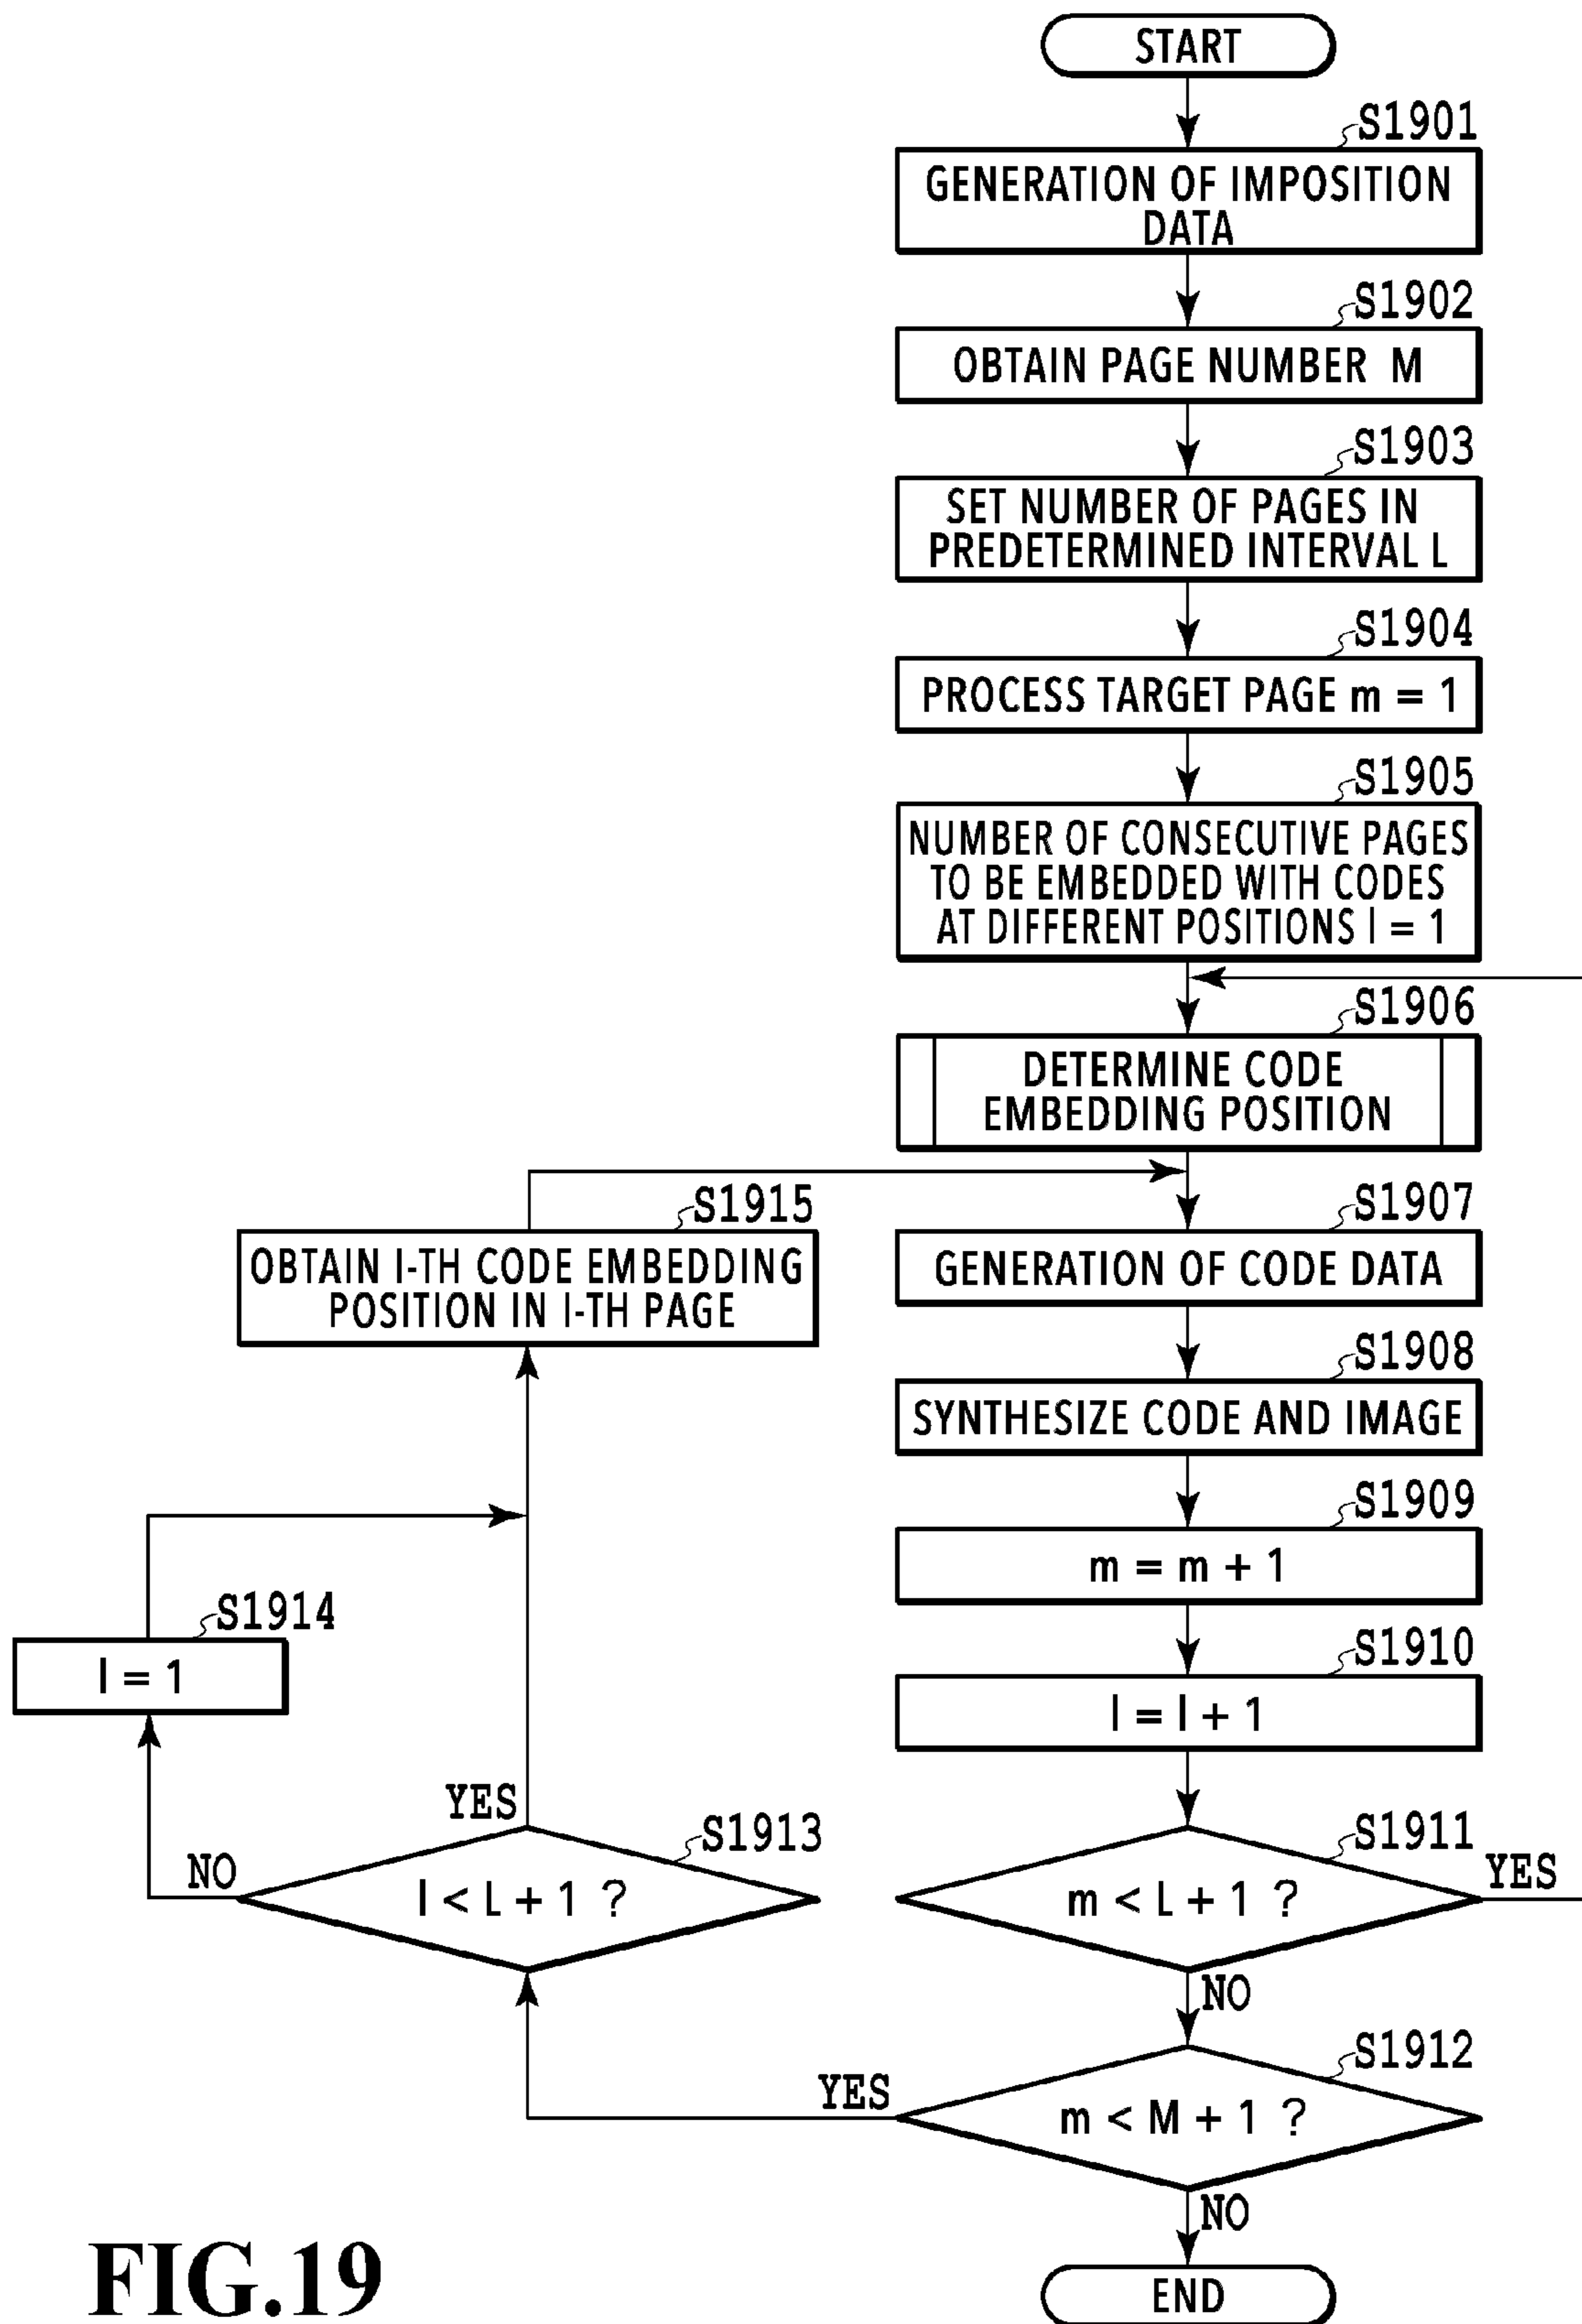 START
S1901
GENERATION OF IMPOSITION
DATA
S1902
OBTAIN PAGE NUMBER M
S1903
SET NUMBER OF PAGES IN
PREDETERMINED INTERVAL L
S1904
PROCESS TARGET PAGE m = 1
S1905
NUMBER OF CONSECUTIVE PAGES
TO BE EMBEDDED WITH CODES
AT DIFFERENT POSITIONS l = 1
S1906
DETERMINE CODE
EMBEDDING POSITION
S1915
OBTAIN l-TH CODE EMBEDDING
POSITION IN l-TH PAGE
S1907
GENERATION OF CODE DATA
S1908
SYNTHESIZE CODE AND IMAGE
S1909
m = m + 1
S1914
l = 1
S1910
l = l + 1
YES
S1913
NO
l < L + 1 ?
S1911
YES
m < L + 1 ?
NO
S1912
YES
m < M + 1 ?
NO
END
FIG.19